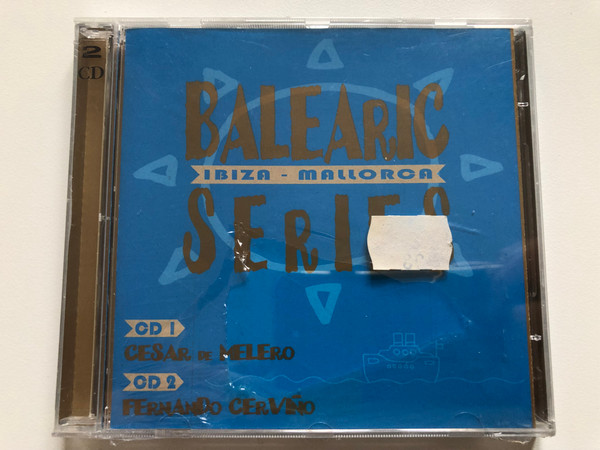 2
CD
BALEARIC
IBIZA - MALLORCA
SERIES
CD 1
CESAR DE MELERO
CD 2
FERNANDO CERVIÑO